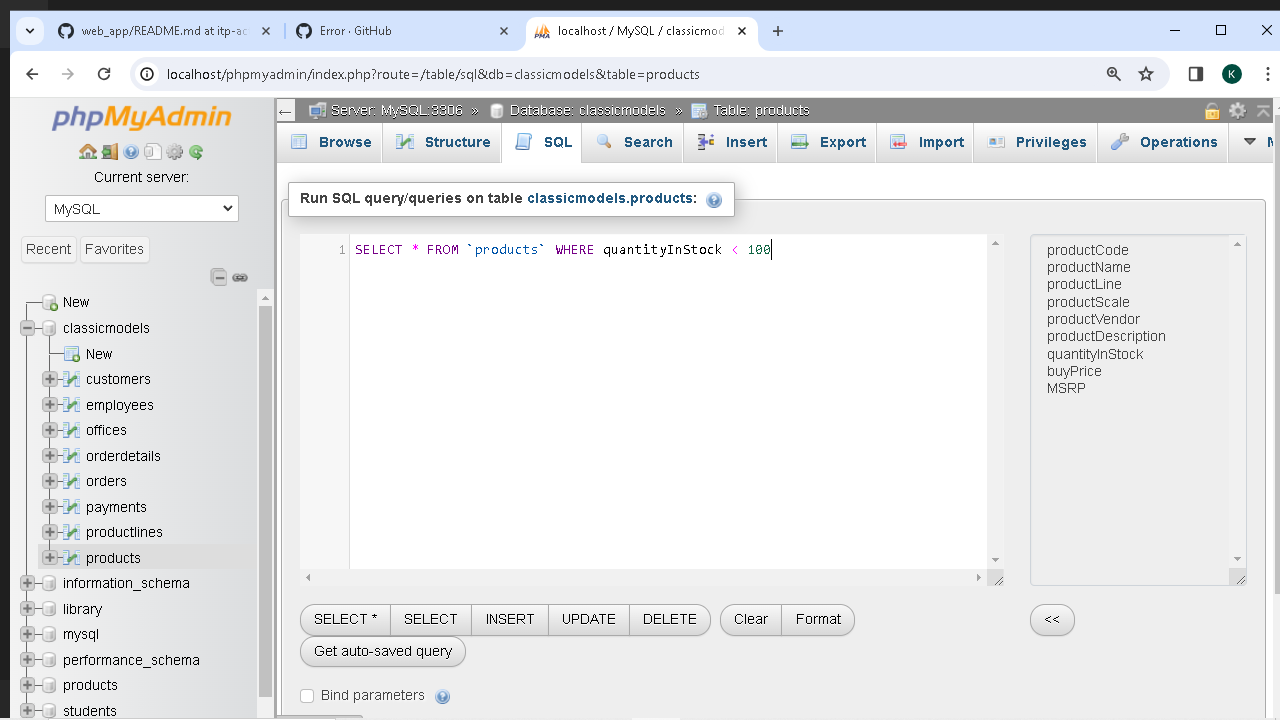 web_app/README.md at itp-ac
Error · GitHub
localhost / MySQL / classicmod
localhost/phpmyadmin/index.php?route=/table/sql&db=classicmodels&table=products
K
phpMyAdmin
Current server:
MySQL
Recent Favorites
New
classicmodels
New
customers
employees
offices
orderdetails
orders
payments
productlines
products
information_schema
library
mysql
performance_schema
products
students
Server: MySQL:3306 » Database: classicmodels » Table: products
Browse Structure SQL Search Insert Export Import Privileges Operations
Run SQL query/queries on table classicmodels.products:
1 SELECT * FROM `products` WHERE quantityInStock < 100
productCode
productName
productLine
productScale
productVendor
productDescription
quantityInStock
buyPrice
MSRP
SELECT * SELECT INSERT UPDATE DELETE Clear Format <<
Get auto-saved query
Bind parameters